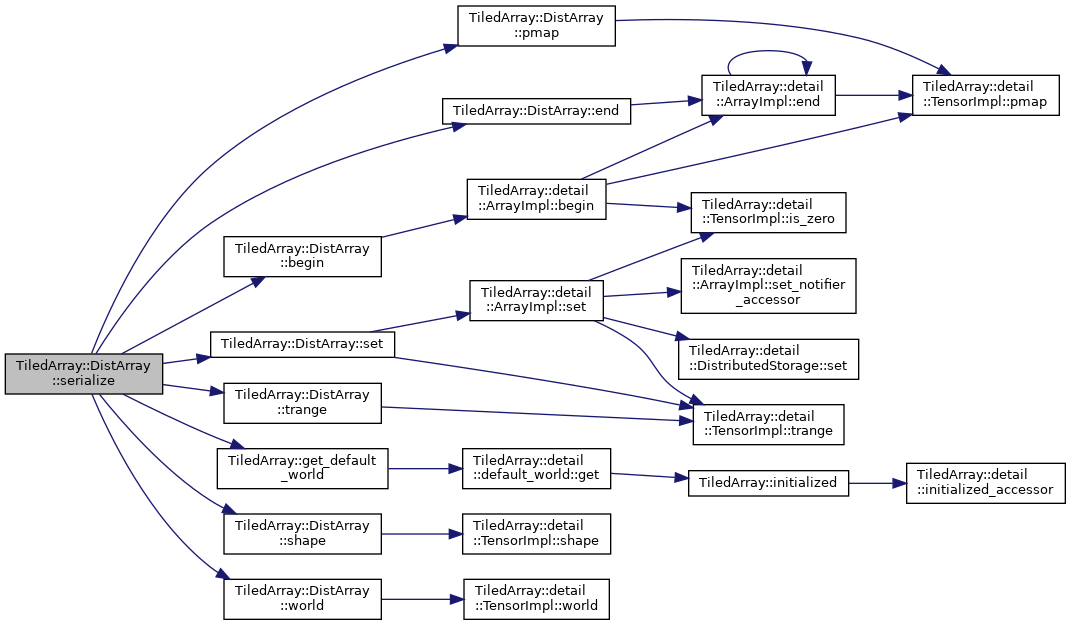 TiledArray::DistArray
::serialize
TiledArray::DistArray
::pmap
TiledArray::DistArray::end
TiledArray::DistArray
::begin
TiledArray::DistArray::set
TiledArray::DistArray
::trange
TiledArray::get_default
_world
TiledArray::DistArray
::shape
TiledArray::DistArray
::world
TiledArray::detail
::ArrayImpl::begin
TiledArray::detail
::ArrayImpl::set
TiledArray::detail
::default_world::get
TiledArray::detail
::TensorImpl::shape
TiledArray::detail
::TensorImpl::world
TiledArray::detail
::ArrayImpl::end
TiledArray::detail
::TensorImpl::is_zero
TiledArray::detail
::ArrayImpl::set_notifier
_accessor
TiledArray::detail
::DistributedStorage::set
TiledArray::detail
::TensorImpl::trange
TiledArray::initialized
TiledArray::detail
::TensorImpl::pmap
TiledArray::detail
::initialized_accessor